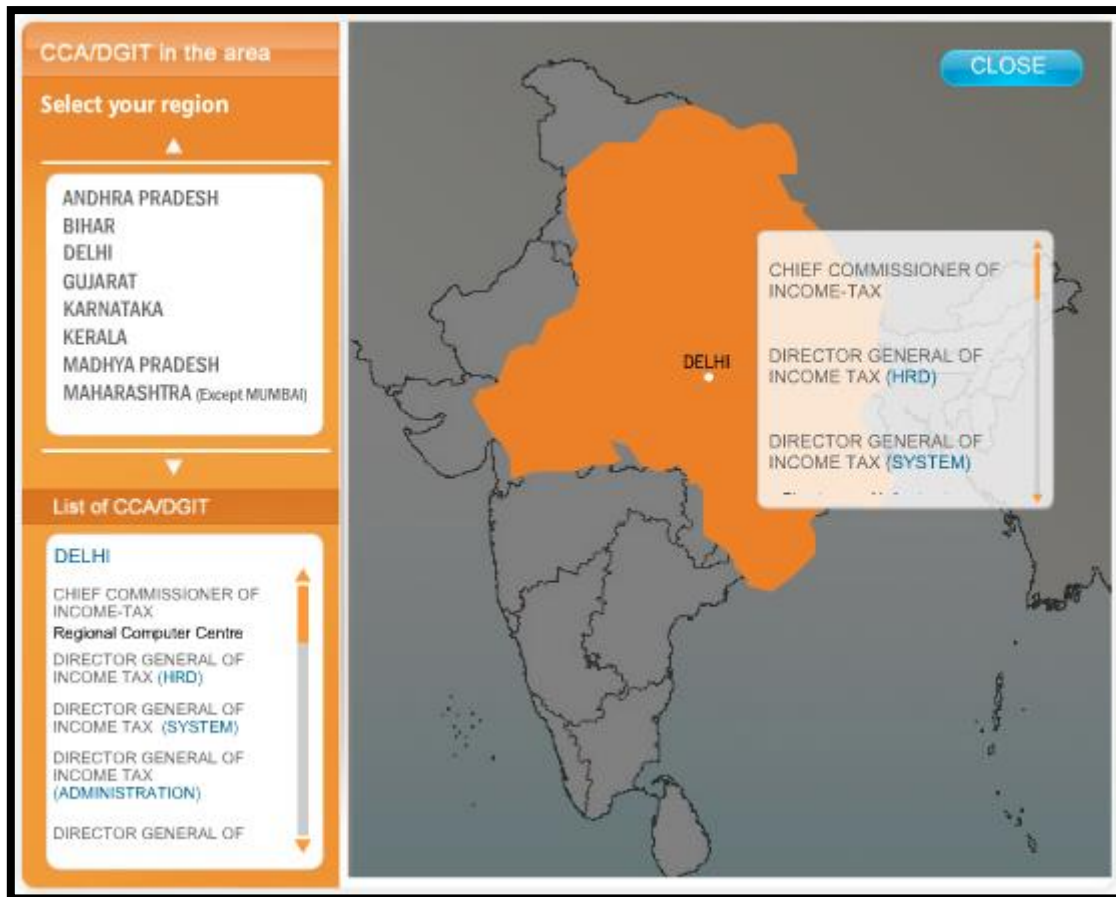 CCA/DGIT in the area
Select your region
ANDHRA PRADESH
BIHAR
DELHI
GUJARAT
KARNATAKA
KERALA
MADHYA PRADESH
MAHARASHTRA (Except MUMBAI)
List of CCA/DGIT
DELHI
CHIEF COMMISSIONER OF
INCOME-TAX
Regional Computer Centre
DIRECTOR GENERAL OF
INCOME TAX (HRD)
DIRECTOR GENERAL OF
INCOME TAX (SYSTEM)
DIRECTOR GENERAL OF
INCOME TAX
(ADMINISTRATION)
DIRECTOR GENERAL OF
CLOSE
DELHI
CHIEF COMMISSIONER OF
INCOME-TAX
DIRECTOR GENERAL OF
INCOME TAX (HRD)
DIRECTOR GENERAL OF
INCOME TAX (SYSTEM)